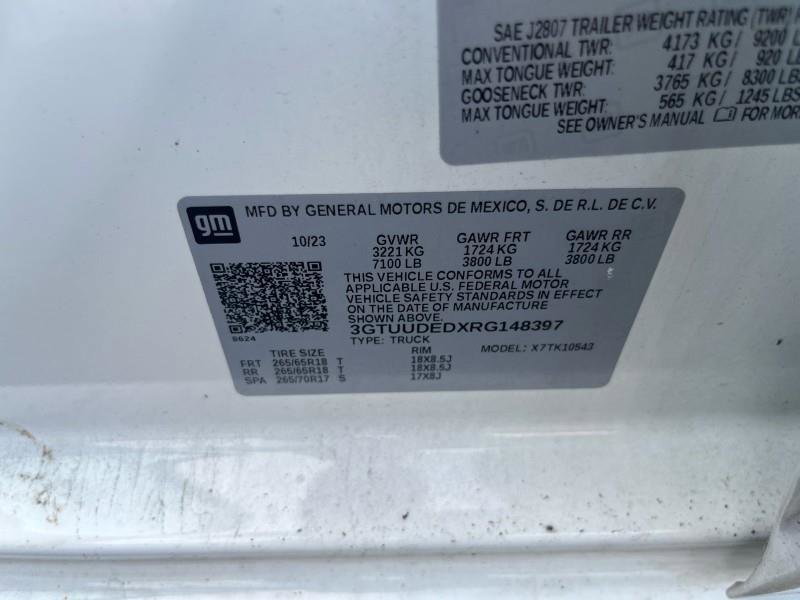 SAE J2807 TRAILER WEIGHT RATING (TWR)
CONVENTIONAL TWR: 4173 KG/ 9200
MAX TONGUE WEIGHT: 417 KG/ 920
GOOSENECK TWR: 3765 KG/ 8300 LBS
MAX TONGUE WEIGHT: 565 KG/ 1245 LBS
SEE OWNER'S MANUAL FOR MORE
gm MFD BY GENERAL MOTORS DE MEXICO, S. DE R.L. DE C.V.
10/23 GVWR GAWR FRT GAWR RR
3221 KG 1724 KG 1724 KG
7100 LB 3800 LB 3800 LB
THIS VEHICLE CONFORMS TO ALL
APPLICABLE U.S. FEDERAL MOTOR
VEHICLE SAFETY STANDARDS IN EFFECT
ON THE DATE OF MANUFACTURE
SHOWN ABOVE.
3GTUUDEDXRG148397
8624 TYPE: TRUCK MODEL: X7TK10543
TIRE SIZE RIM
FRT 265/65R18 T 18X8.5J
RR 265/65R18 T 18X8.5J
SPA 265/70R17 S 17X8J